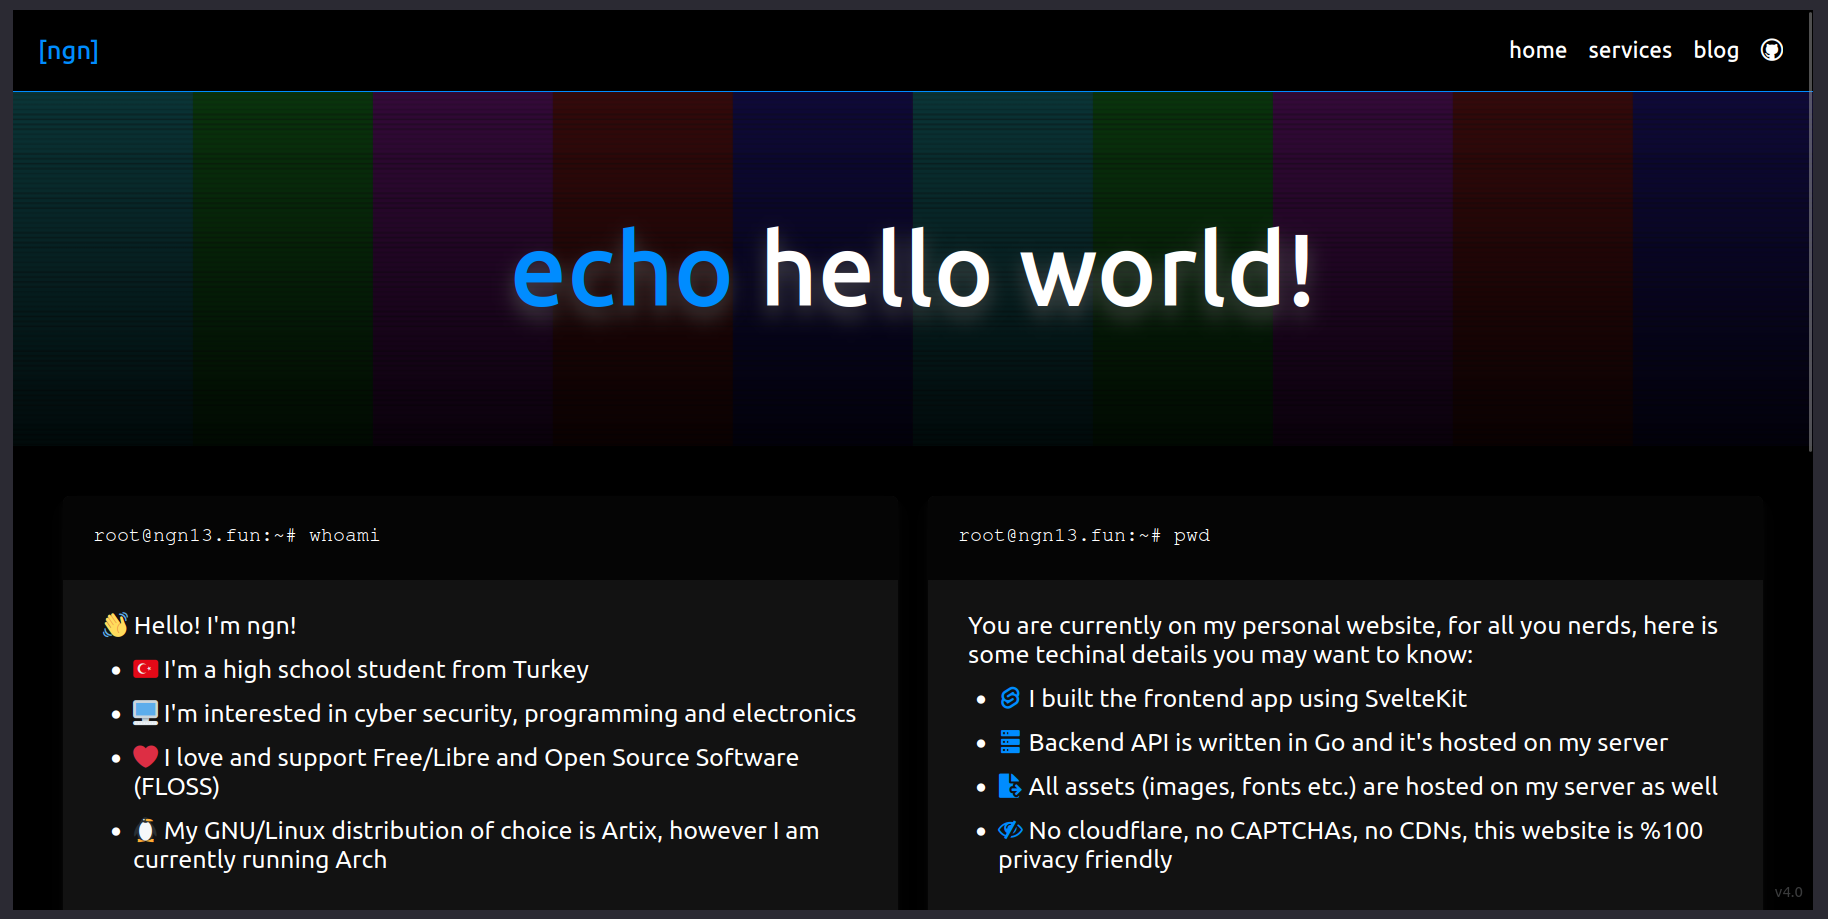 [ngn]
home services blog
echo hello world!
root@ngn13.fun:~# whoami
👋 Hello! I'm ngn!
• 🇹🇷 I'm a high school student from Turkey
• 🖥️ I'm interested in cyber security, programming and electronics
• ❤️ I love and support Free/Libre and Open Source Software
(FLOSS)
• 🐧 My GNU/Linux distribution of choice is Artix, however I am
currently running Arch
root@ngn13.fun:~# pwd
You are currently on my personal website, for all you nerds, here is
some techinal details you may want to know:
• I built the frontend app using SvelteKit
• Backend API is written in Go and it's hosted on my server
• All assets (images, fonts etc.) are hosted on my server as well
• No cloudflare, no CAPTCHAs, no CDNs, this website is %100
privacy friendly
v4.0